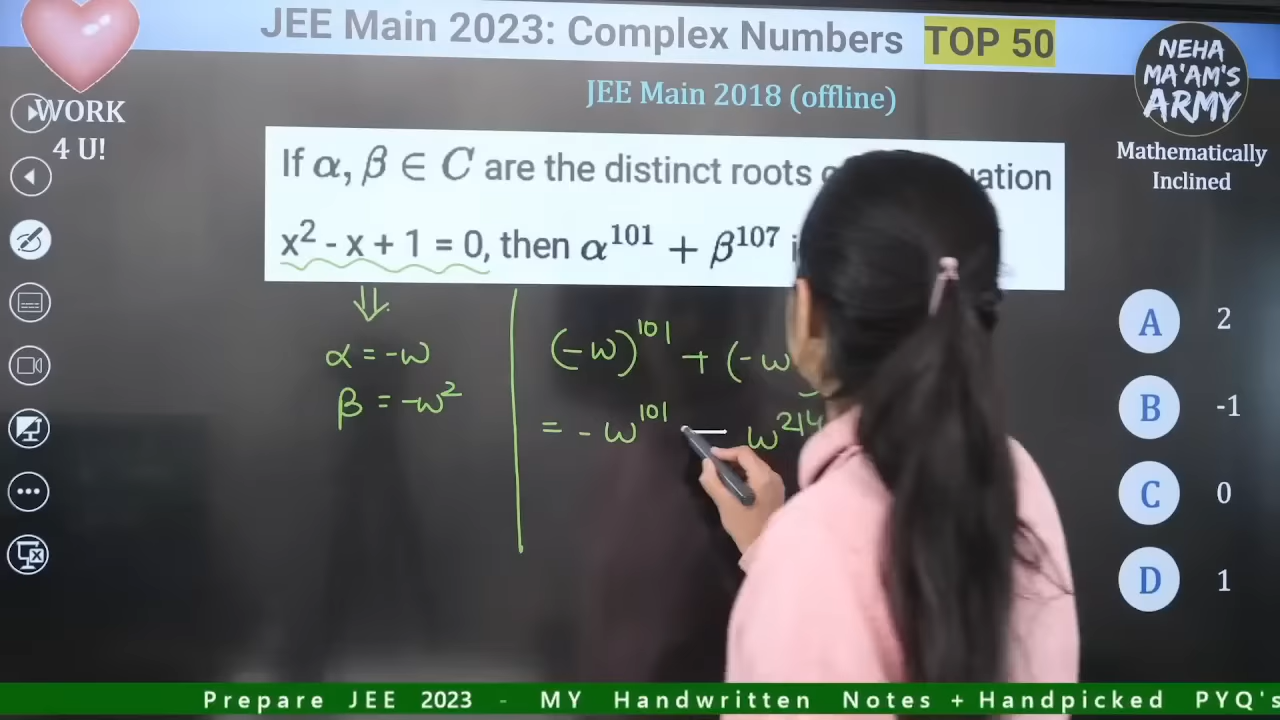 JEE Main 2023: Complex Numbers TOP 50
NEHA
MA'AM'S
ARMY
Mathematically
Inclined
WORK
4 U!
JEE Main 2018 (offline)
If α, β ∈ C are the distinct roots ation
x² - x + 1 = 0, then α¹⁰¹ + β¹⁰⁷
α = -ω
β = -ω²
(-ω)¹⁰¹ + (-ω
= - ω¹⁰¹ — ω²¹⁴
A 2
B -1
C 0
D 1
Prepare JEE 2023 - MY Handwritten Notes + Handpicked PYQ's